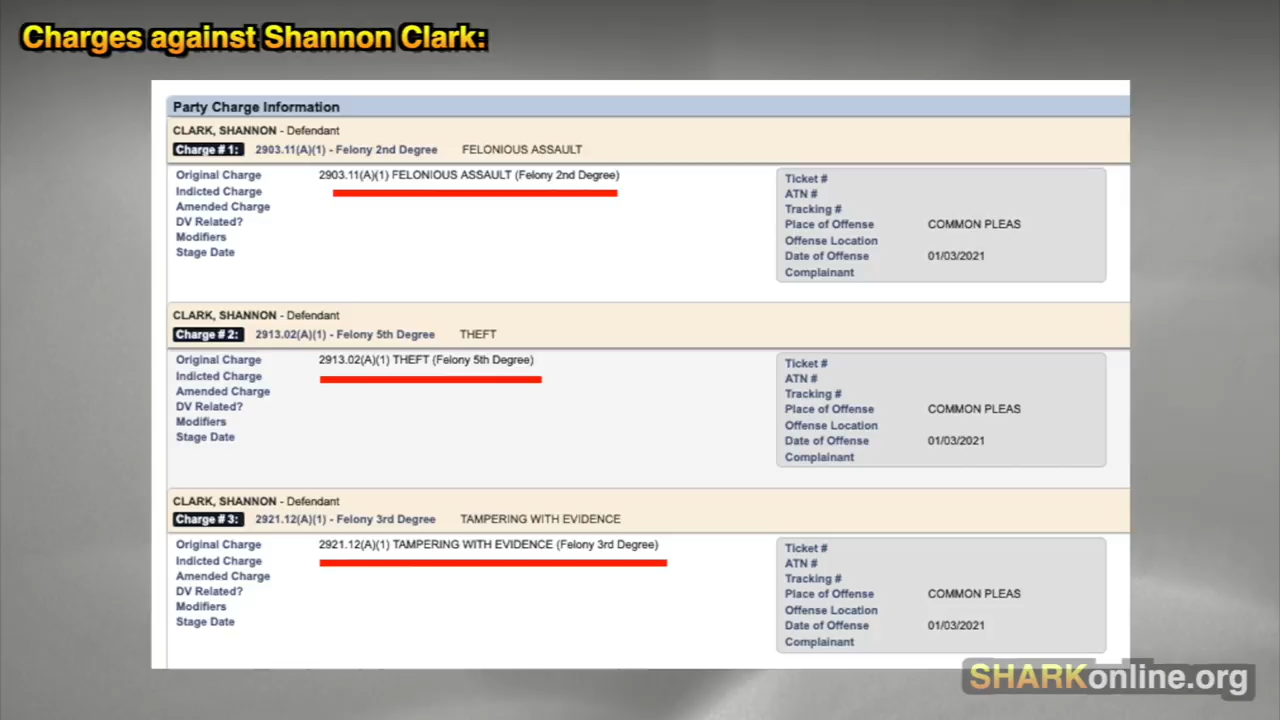 Charges against Shannon Clark:
Party Charge Information
CLARK, SHANNON - Defendant
Charge # 1: 2903.11(A)(1) - Felony 2nd Degree FELONIOUS ASSAULT
Original Charge 2903.11(A)(1) FELONIOUS ASSAULT (Felony 2nd Degree)
Indicted Charge
Amended Charge
DV Related?
Modifiers
Stage Date
Ticket #
ATN #
Tracking #
Place of Offense COMMON PLEAS
Offense Location
Date of Offense 01/03/2021
Complainant
CLARK, SHANNON - Defendant
Charge # 2: 2913.02(A)(1) - Felony 5th Degree THEFT
Original Charge 2913.02(A)(1) THEFT (Felony 5th Degree)
Indicted Charge
Amended Charge
DV Related?
Modifiers
Stage Date
Ticket #
ATN #
Tracking #
Place of Offense COMMON PLEAS
Offense Location
Date of Offense 01/03/2021
Complainant
CLARK, SHANNON - Defendant
Charge # 3: 2921.12(A)(1) - Felony 3rd Degree TAMPERING WITH EVIDENCE
Original Charge 2921.12(A)(1) TAMPERING WITH EVIDENCE (Felony 3rd Degree)
Indicted Charge
Amended Charge
DV Related?
Modifiers
Stage Date
Ticket #
ATN #
Tracking #
Place of Offense COMMON PLEAS
Offense Location
Date of Offense 01/03/2021
Complainant
SHARKonline.org